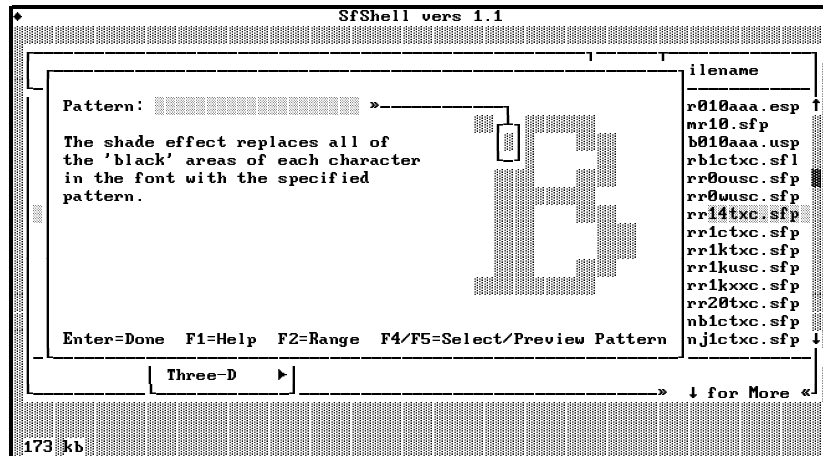 SfShell vers 1.1
ilename
Pattern: »
r010aaa.esp ↑
mr10.sfp
The shade effect replaces all of
b010aaa.usp
the 'black' areas of each character
rb1ctxc.sfl
in the font with the specified
rr0ousc.sfp
pattern.
rr0wusc.sfp
rr14txc.sfp
rr1ctxc.sfp
rr1ktxc.sfp
rr1kusc.sfp
rr1kxxc.sfp
rr20txc.sfp
nb1ctxc.sfp
Enter=Done F1=Help F2=Range F4/F5=Select/Preview Pattern
nj1ctxc.sfp ↓
Three-D ►
» ↓ for More «
173 kb